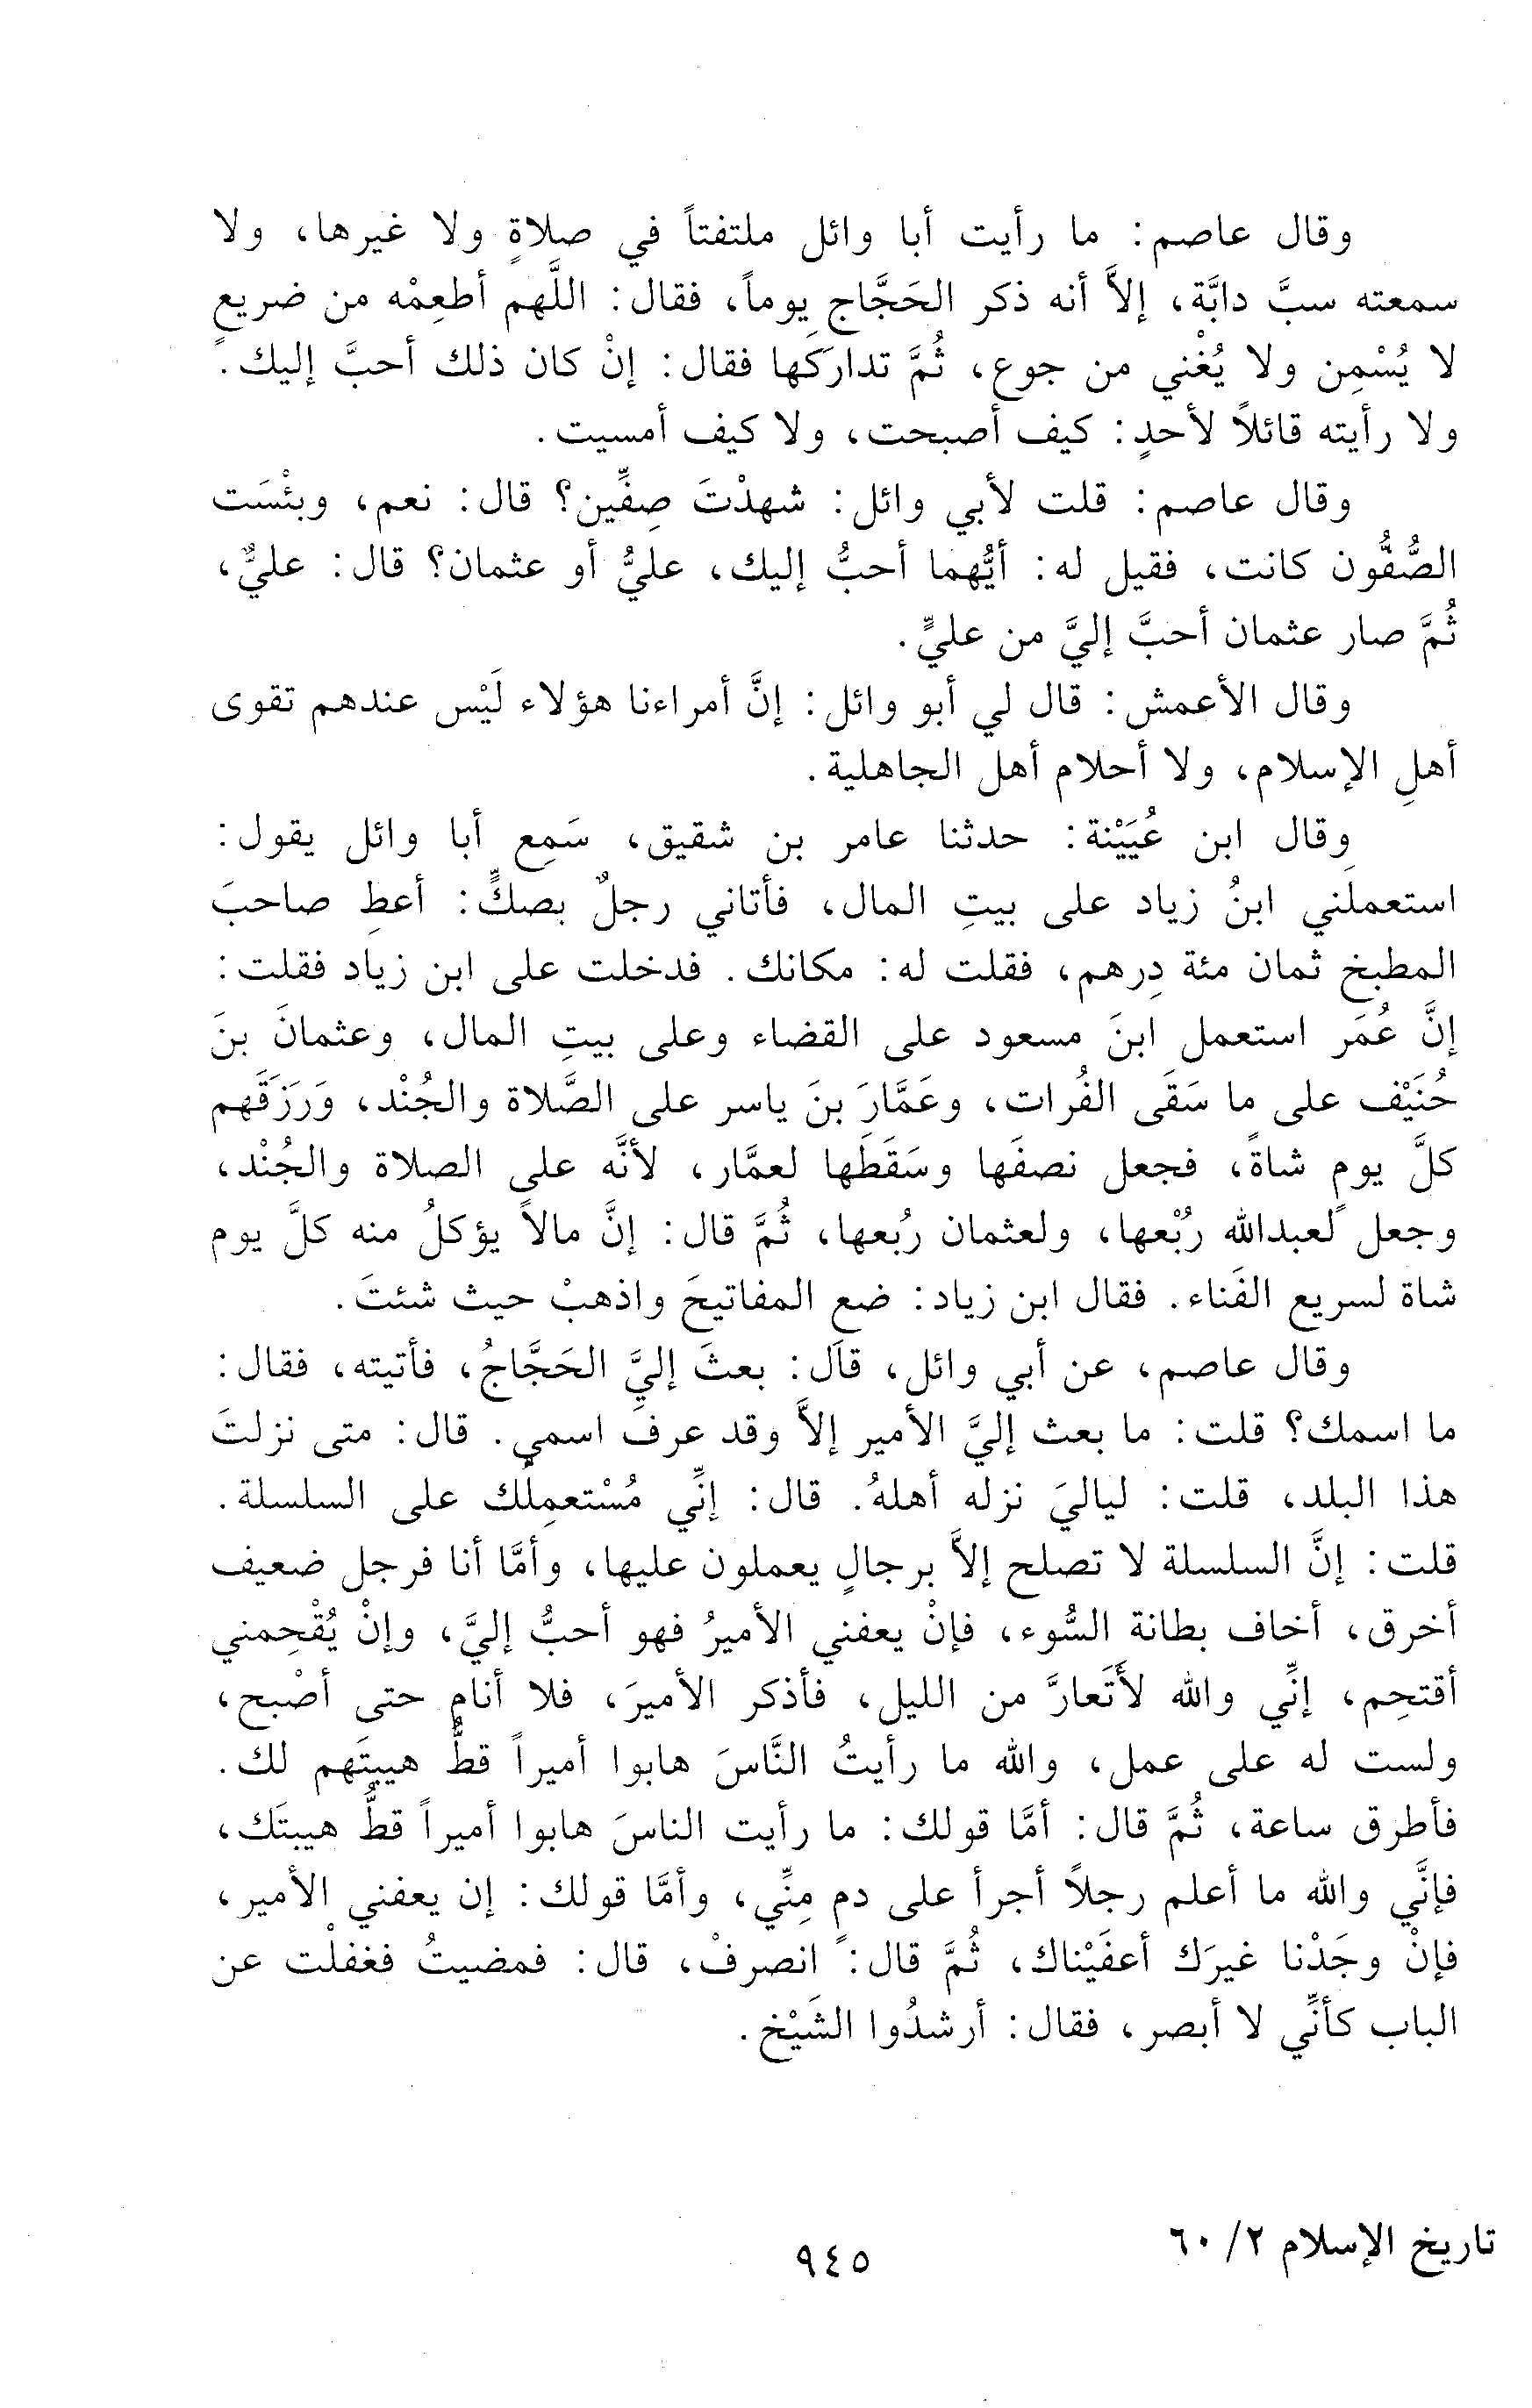 وقال عاصم: ما رأيت أبا وائل ملتفتاً في صلاةٍ ولا غيرها، ولا
سمعته سبَّ دابَّة، إلاَّ أنه ذكر الحَجَّاج يوماً، فقال: اللَّهم أطعِمْه من ضريعٍ
لا يُسْمِن ولا يُغْني من جوع، ثُمَّ تدارَكَها فقال: إنْ كان ذلك أحبَّ إليك.
ولا رأيته قائلاً لأحدٍ: كيف أصبحت، ولا كيف أمسيت.
وقال عاصم: قلت لأبي وائل: شهدْتَ صِفِّين؟ قال: نعم، وبئْسَت
الصُّفُّون كانت، فقيل له: أيُّهما أحبُّ إليك، عليُّ أو عثمان؟ قال: عليٌّ،
ثُمَّ صار عثمان أحبَّ إليَّ من عليٍّ.
وقال الأعمش: قال لي أبو وائل: إنَّ أمراءنا هؤلاء لَيْس عندهم تقوى
أهلِ الإسلام، ولا أحلام أهل الجاهلية.
وقال ابن عُيَيْنة: حدثنا عامر بن شقيق، سَمِع أبا وائل يقول:
استعملَني ابنُ زياد على بيتِ المال، فأتاني رجلٌ بصكٍّ: أعطِ صاحبَ
المطبخ ثمان مئة دِرهم، فقلت له: مكانك. فدخلت على ابن زياد فقلت:
إنَّ عُمَر استعمل ابنَ مسعود على القضاء وعلى بيتِ المال، وعثمانَ بنَ
حُنَيْف على ما سَقَى الفُرات، وعَمَّارَ بنَ ياسر على الصَّلاة والجُنْد، وَرَزَقَهم
كلَّ يومٍ شاةً، فجعل نصفَها وسَقَطَها لعمَّار، لأنَّه على الصلاة والجُنْد،
وجعل لعبدالله رُبْعها، ولعثمان رُبُعها، ثُمَّ قال: إنَّ مالاً يؤكلُ منه كلَّ يوم
شاة لسريع الفَناء. فقال ابن زياد: ضع المفاتيحَ واذهبْ حيث شئتَ.
وقال عاصم، عن أبي وائل، قال: بعثَ إليَّ الحَجَّاجُ، فأتيته، فقال:
ما اسمك؟ قلت: ما بعث إليَّ الأمير إلاَّ وقد عرفَ اسمي. قال: متى نزلتَ
هذا البلد، قلت: لياليَ نزله أهلهُ. قال: إنِّي مُسْتعمِلُك على السلسلة.
قلت: إنَّ السلسلة لا تصلح إلاَّ برجالٍ يعملون عليها، وأمَّا أنا فرجل ضعيف
أخرق، أخاف بطانة السُّوء، فإنْ يعفني الأميرُ فهو أحبُّ إليَّ، وإنْ يُقْحِمني
أقتحِم، إنِّي والله لأَتَعارَّ من الليل، فأذكر الأميرَ، فلا أنام حتى أصْبح،
ولست له على عمل، والله ما رأيتُ النَّاسَ هابوا أميراً قطُّ هيبتَهم لك.
فأطرق ساعة، ثُمَّ قال: أمَّا قولك: ما رأيت الناسَ هابوا أميراً قطُّ هيبتَك،
فإنَّي والله ما أعلم رجلاً أجرأ على دمٍ مِنِّي، وأمَّا قولك: إن يعفني الأمير،
فإنْ وجَدْنا غيرَك أعفَيْناك، ثُمَّ قال: انصرفْ، قال: فمضيتُ فغفلْت عن
الباب كأنِّي لا أبصر، فقال: أرشدُوا الشَيْخ.
تاريخ الإسلام ٢/ ٦٠
٩٤٥